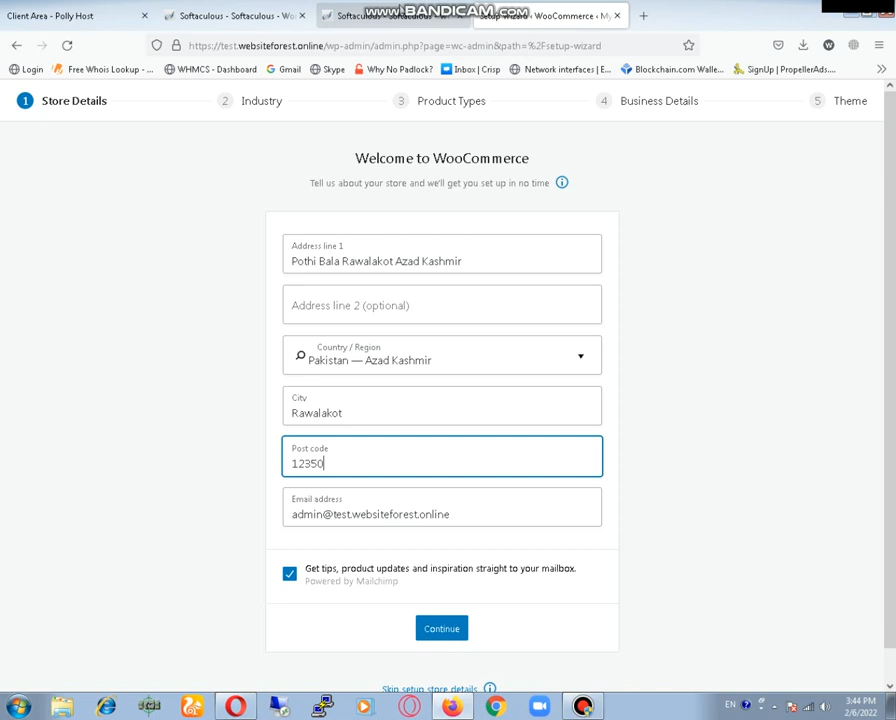 www.BANDICAM.com
Client Area - Polly Host
Softaculous - Softaculous - Wo
Softaculous - Softaculous - W
Setup Wizard ‹ WooCommerce ‹ My
https://test.websiteforest.online/wp-admin/admin.php?page=wc-admin&path=%2Fsetup-wizard
Login
Free Whois Lookup - ...
WHMCS - Dashboard
Gmail
Skype
Why No Padlock?
Inbox | Crisp
Network interfaces | E...
Blockchain.com Walle...
SignUp | PropellerAds....
1 Store Details
2 Industry
3 Product Types
4 Business Details
5 Theme
Welcome to WooCommerce
Tell us about your store and we'll get you set up in no time
Address line 1
Pothi Bala Rawalakot Azad Kashmir
Address line 2 (optional)
Country / Region
Pakistan — Azad Kashmir
City
Rawalakot
Post code
12350
Email address
admin@test.websiteforest.online
Get tips, product updates and inspiration straight to your mailbox.
Powered by Mailchimp
Continue
Skip setup store details
EN
3:44 PM
2/6/2022